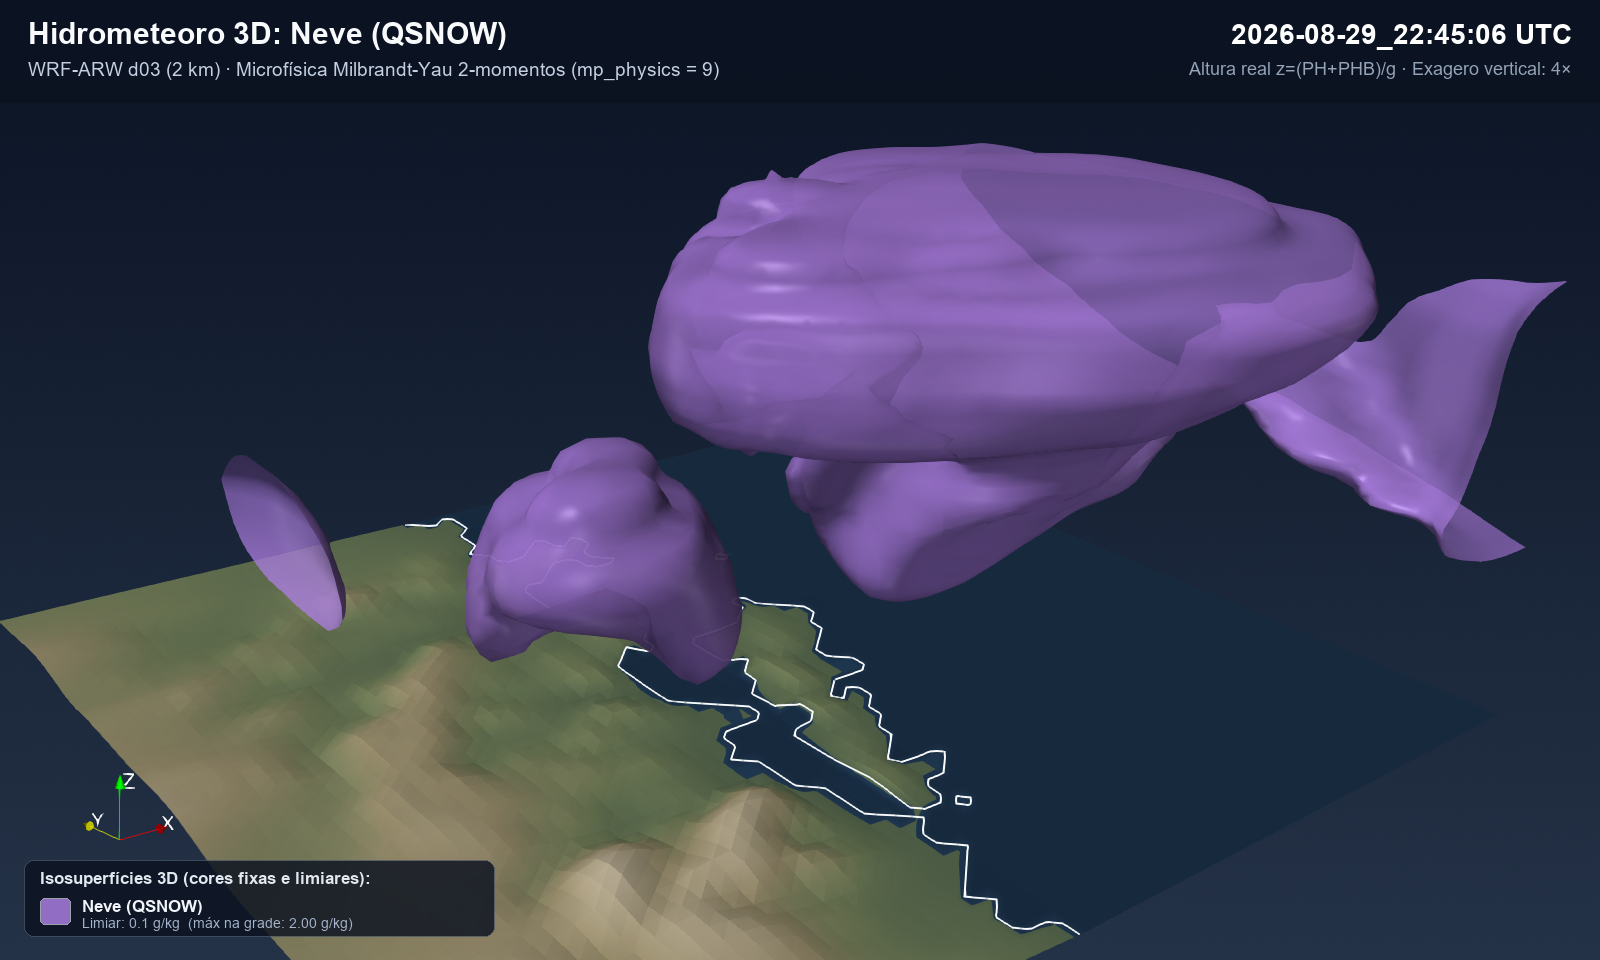 Hidrometeoro 3D: Neve (QSNOW)
2026-08-29_22:45:06 UTC
WRF-ARW d03 (2 km) · Microfísica Milbrandt-Yau 2-momentos (mp_physics = 9)
Altura real z=(PH+PHB)/g · Exagero vertical: 4×
Z
Y
X
Isosuperfícies 3D (cores fixas e limiares):
Neve (QSNOW)
Limiar: 0.1 g/kg (máx na grade: 2.00 g/kg)